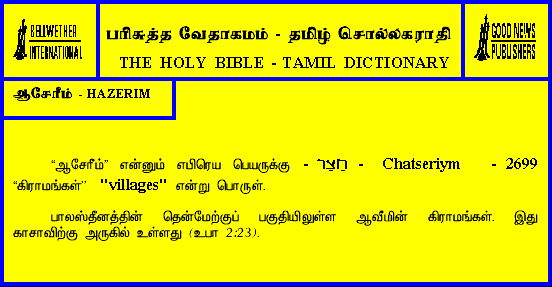 BELLWETHER
INTERNATIONAL
பரிசுத்த வேதாகமம் - தமிழ் சொல்லகராதி
THE HOLY BIBLE - TAMIL DICTIONARY
GOOD NEWS
PUBLISHERS
ஆசேரீம் - HAZERIM
“ஆசேரீம்” என்னும் எபிரெய பெயருக்கு - חצר - Chatseriym - 2699
“கிராமங்கள்” "villages" என்று பொருள்.
பாலஸ்தீனத்தின் தென்மேற்குப் பகுதியிலுள்ள ஆவீமின் கிராமங்கள். இது
காசாவிற்கு அருகில் உள்ளது (உபா 2:23).